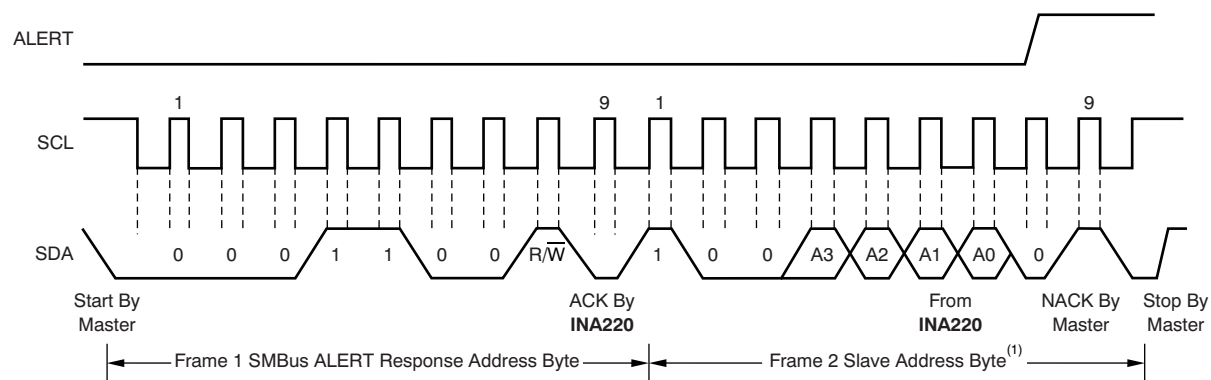 ALERT
1 9 1 9
SCL
SDA
0 0 0 1 1 0 0 R/W̅ 1 0 0 A3 A2 A1 A0 0
Start By
Master
ACK By
INA220
From
INA220
NACK By
Master
Stop By
Master
Frame 1 SMBus ALERT Response Address Byte
Frame 2 Slave Address Byte(1)